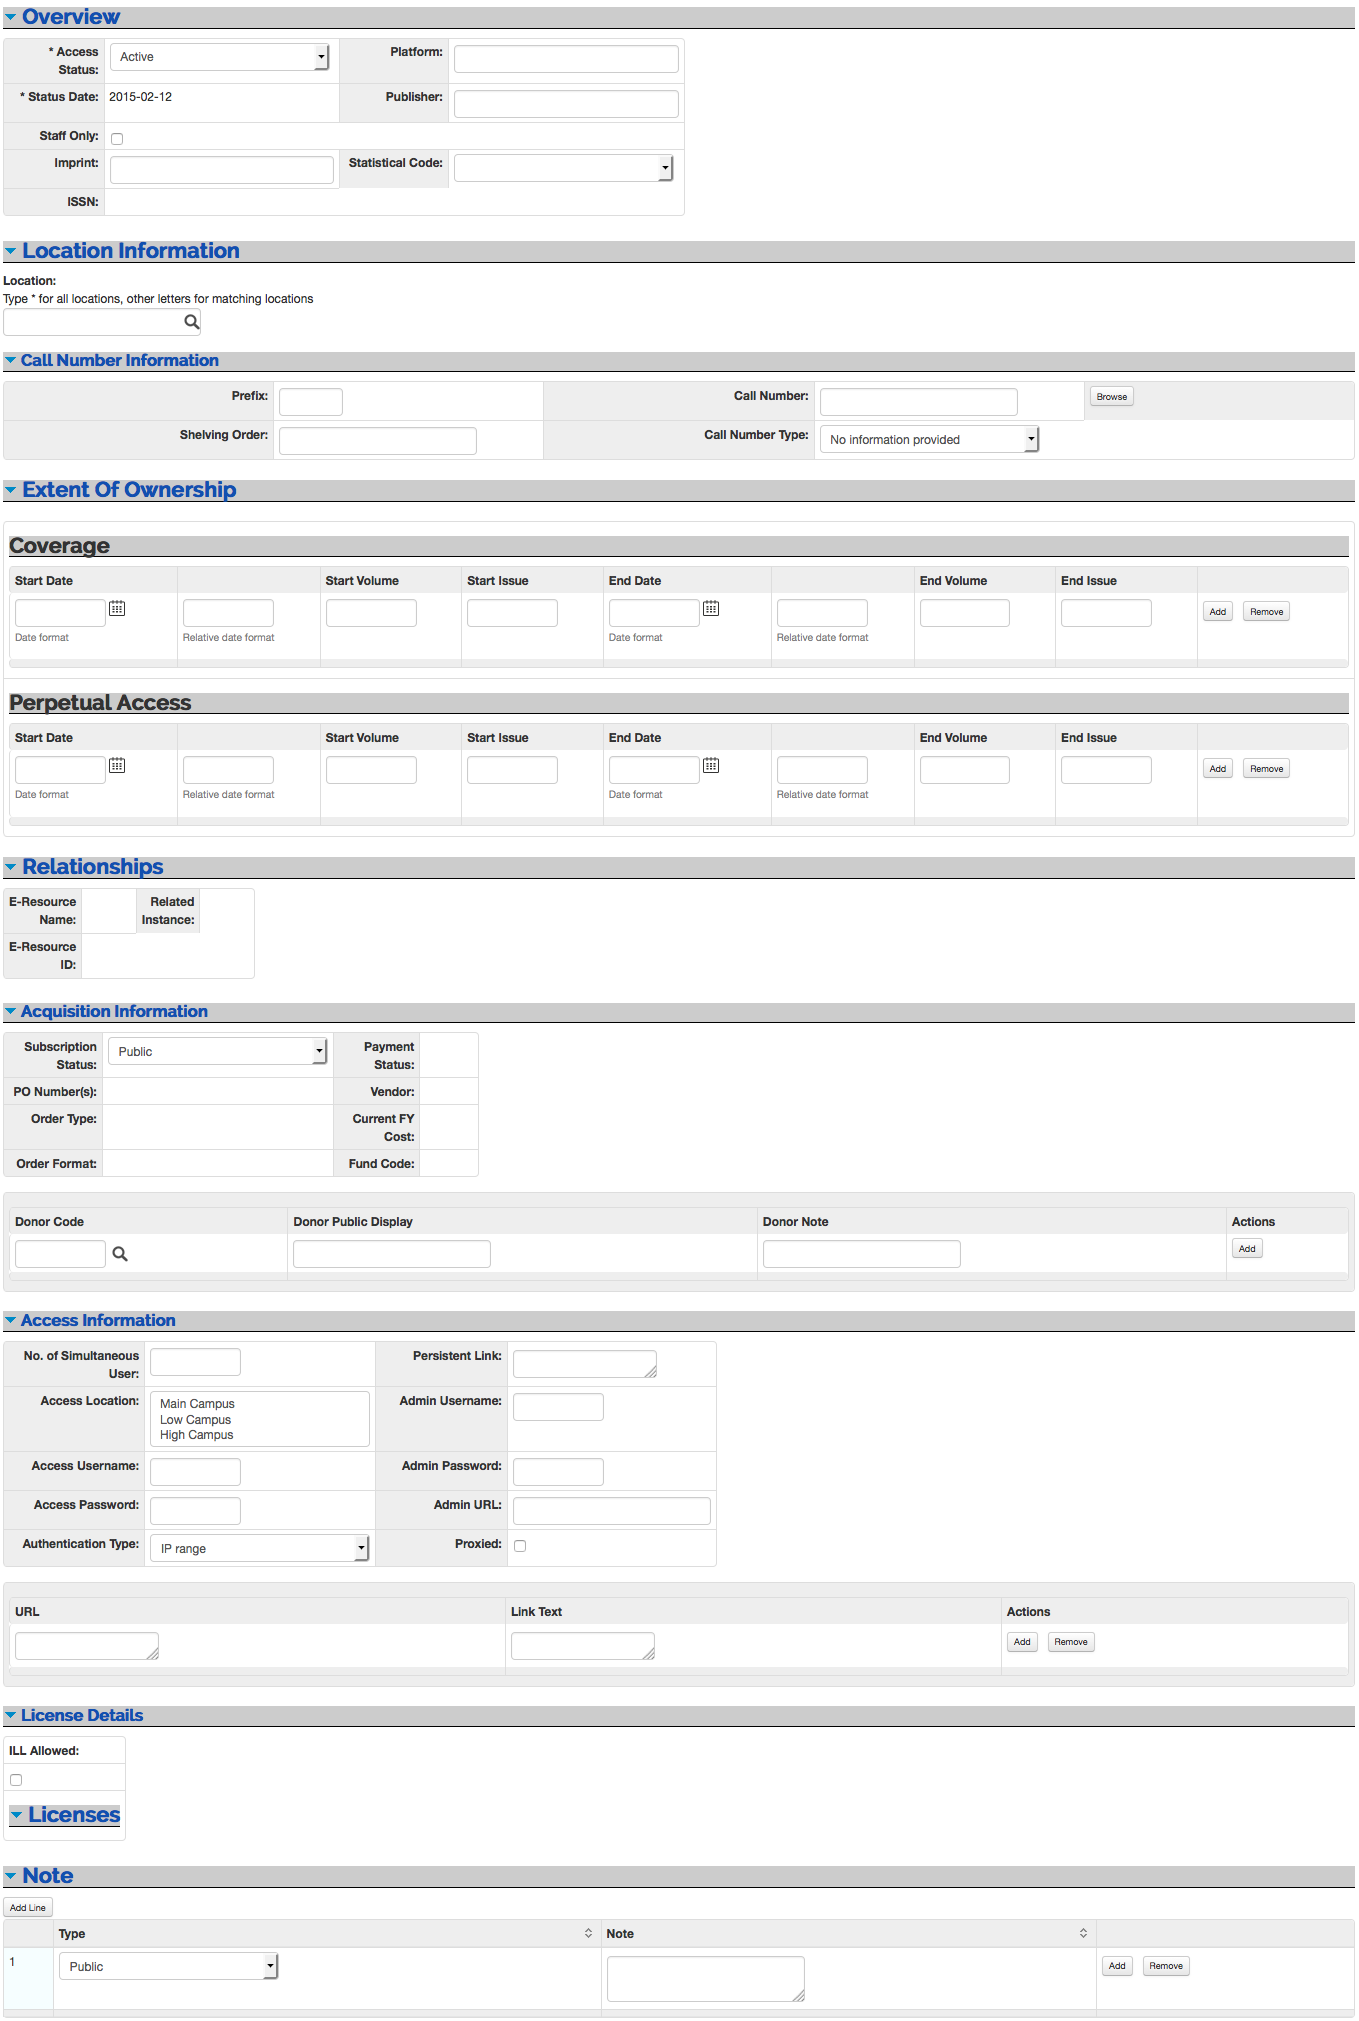 Overview
* Access Status: Active Platform:
* Status Date: 2015-02-12 Publisher:
Staff Only:
Imprint: Statistical Code:
ISSN:
Location Information
Location:
Type * for all locations, other letters for matching locations
Call Number Information
Prefix: Call Number: Browse
Shelving Order: Call Number Type: No information provided
Extent Of Ownership
Coverage
Start Date Start Volume Start Issue End Date End Volume End Issue
Add Remove
Date format Relative date format Date format Relative date format
Perpetual Access
Start Date Start Volume Start Issue End Date End Volume End Issue
Add Remove
Date format Relative date format Date format Relative date format
Relationships
E-Resource Name: Related Instance:
E-Resource ID:
Acquisition Information
Subscription Status: Public Payment Status:
PO Number(s): Vendor:
Order Type: Current FY Cost:
Order Format: Fund Code:
Donor Code Donor Public Display Donor Note Actions
Add
Access Information
No. of Simultaneous User: Persistent Link:
Access Location: Main Campus Admin Username:
Low Campus
High Campus
Access Username: Admin Password:
Access Password: Admin URL:
Authentication Type: IP range Proxied:
URL Link Text Actions
Add Remove
License Details
ILL Allowed:
Licenses
Note
Add Line
Type Note
1 Public Add Remove